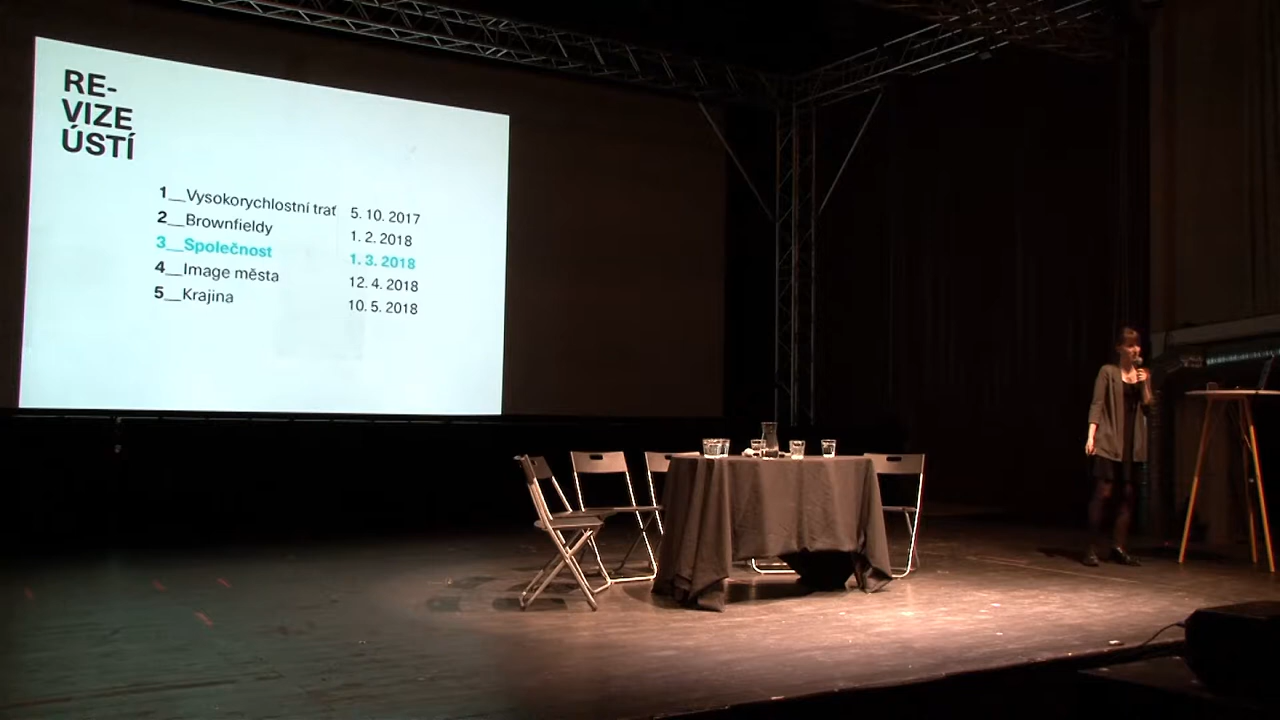 RE-
VIZE
ÚSTÍ
1__Vysokorychlostní trať 5. 10. 2017
2__Brownfieldy 1. 2. 2018
3__Společnost 1. 3. 2018
4__Image města 12. 4. 2018
5__Krajina 10. 5. 2018